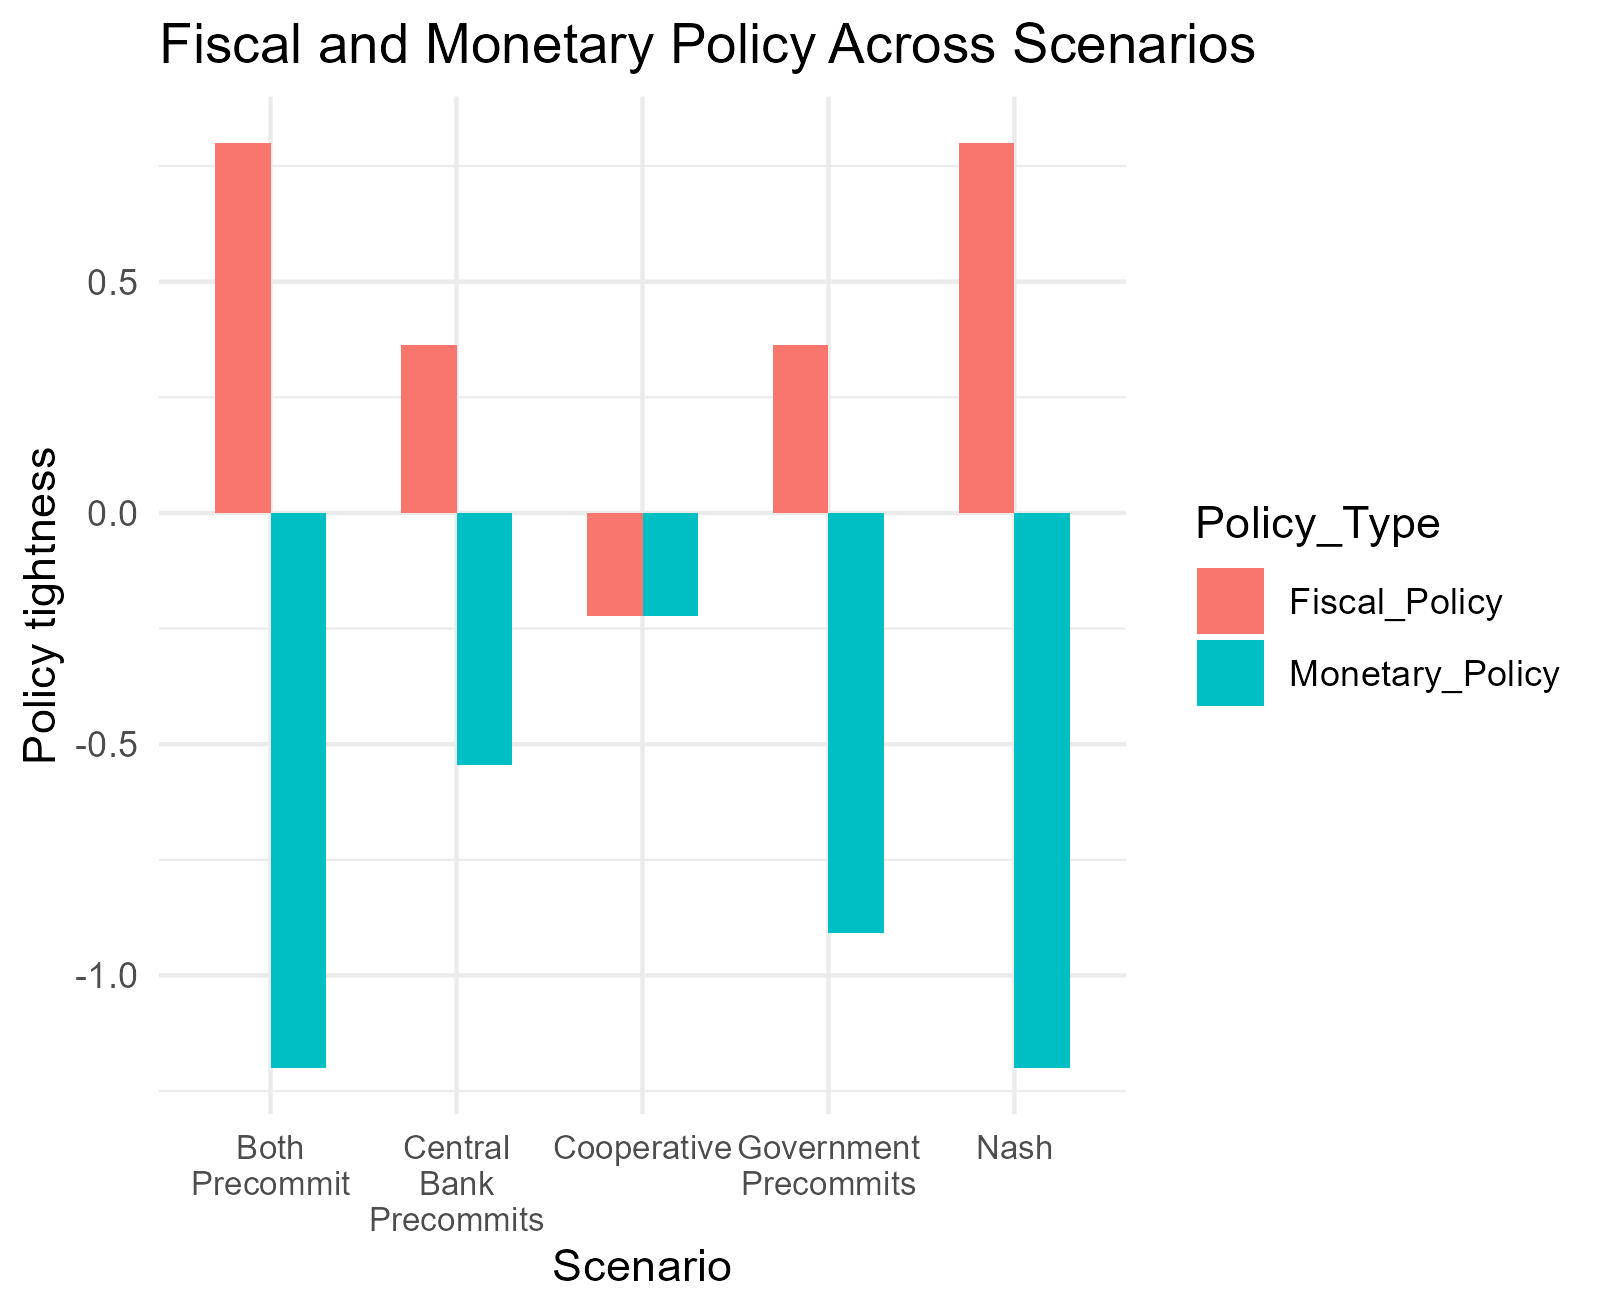 Fiscal and Monetary Policy Across Scenarios
Policy tightness
0.5
0.0
-0.5
-1.0
Both
Precommit
Central
Bank
Precommits
Cooperative
Government
Precommits
Nash
Scenario
Policy_Type
Fiscal_Policy
Monetary_Policy